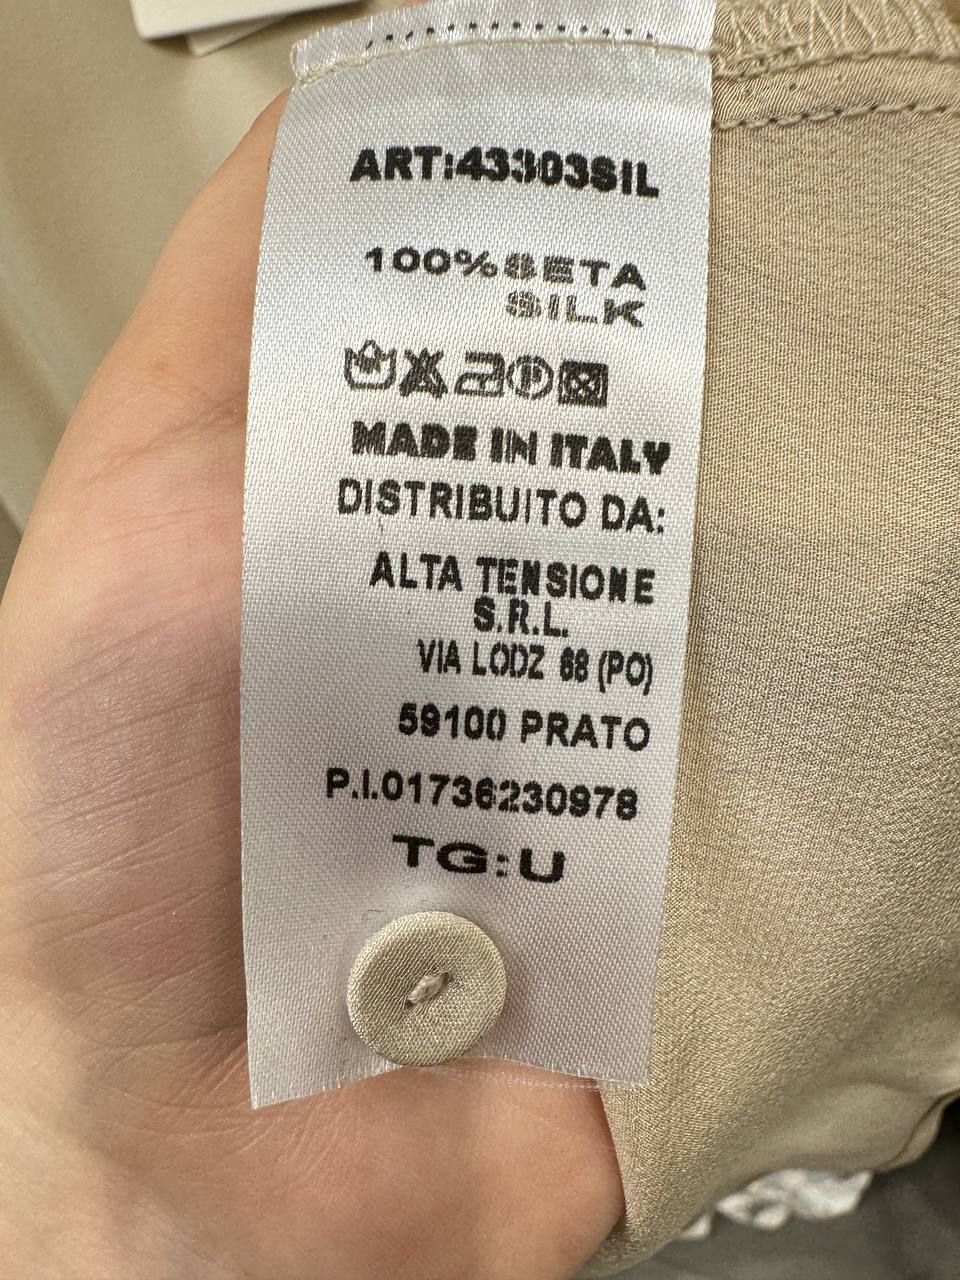 ART:43303SIL
100%SETA
SILK
MADE IN ITALY
DISTRIBUITO DA:
ALTA TENSIONE
S.R.L.
VIA LODZ 68 (PO)
59100 PRATO
P.I.01736230978
TG:U